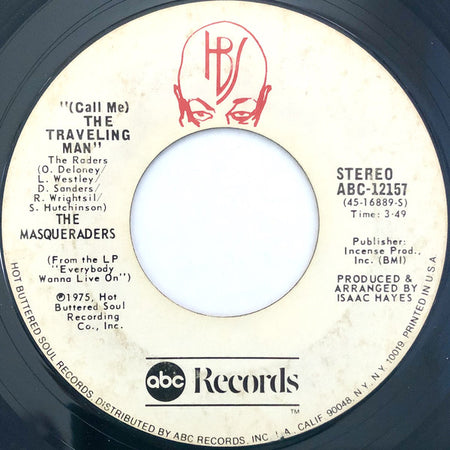 HBS
"(Call Me)
THE
TRAVELING
MAN"
The Raders
(O. Deloney/
L. Westley/
D. Sanders/
R. Wrightsil/
S. Hutchinson)
THE
MASQUERADERS
(From the LP
"Everybody
Wanna Live On")
℗1975, Hot
Buttered Soul
Recording
Co., Inc.
STEREO
ABC-12157
(45-16889-S)
Time: 3:49
Publisher:
Incense Prod.,
Inc. (BMI)
PRODUCED &
ARRANGED BY
ISAAC HAYES
abc Records
TM
HOT BUTTERED SOUL RECORDS, DISTRIBUTED BY ABC RECORDS, INC. L.A. CALIF. 90048, N.Y. N.Y. 10019 PRINTED IN U.S.A.